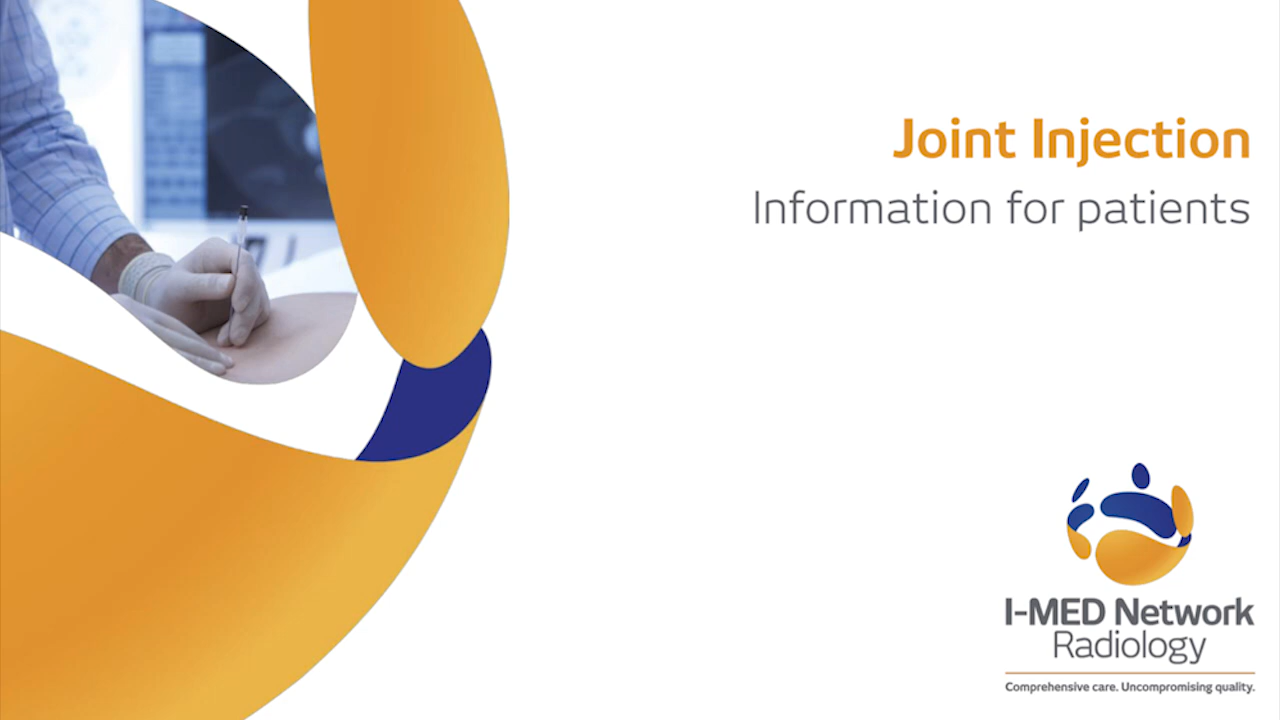 Joint Injection
Information for patients
I-MED Network
Radiology
Comprehensive care. Uncompromising quality.